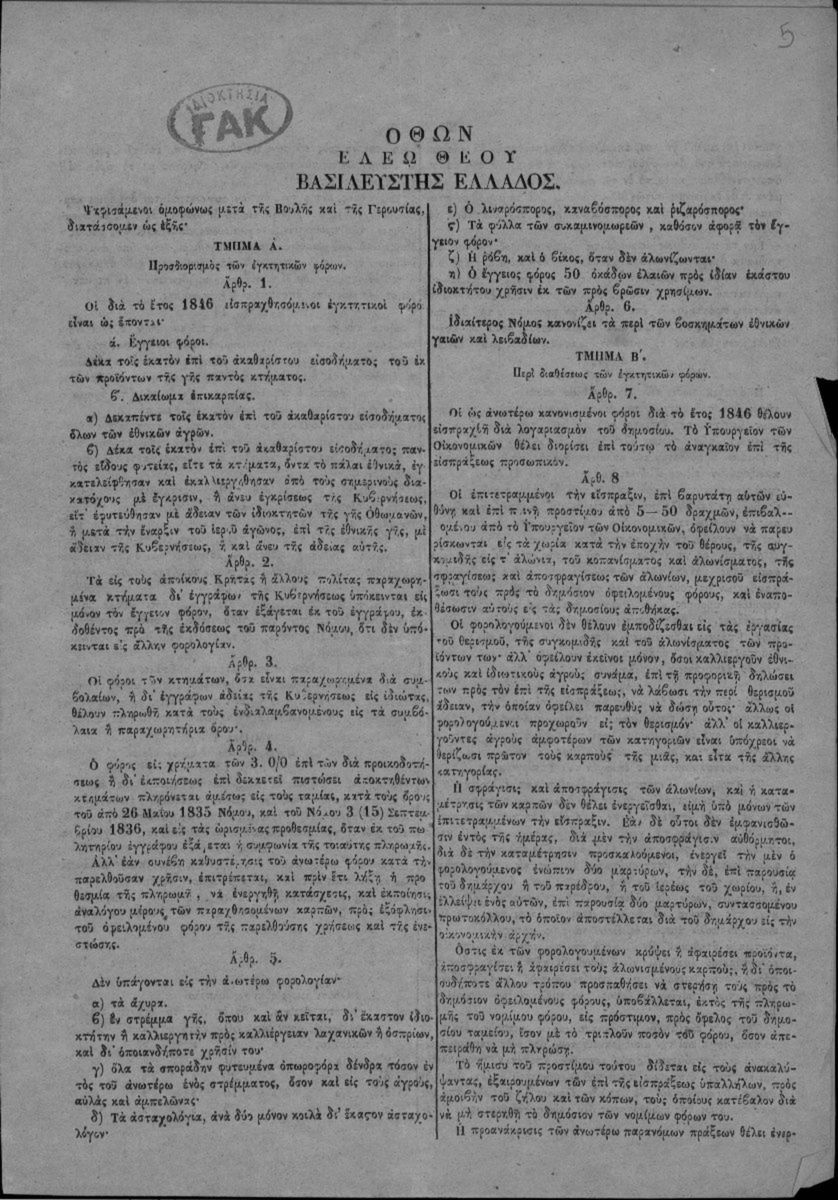 5
ΙΔΙΟΚΤΗΣΙΑ
ΓΑΚ
ΟΘΩΝ
ΕΛΕΩ ΘΕΟΥ
ΒΑΣΙΛΕΥΣΤΗΣ ΕΛΛΑΔΟΣ.
Ψηφισάμενοι ὁμοφώνως μετὰ τῆς Βουλῆς καὶ τῆς Γερουσίας,
διατάσσομεν ὡς ἑξῆς·
ΤΜΗΜΑ Α΄.
Προσδιορισμὸς τῶν ἐγκτητικῶν φόρων.
Ἄρθρ. 1.
Οἱ διὰ τὸ ἔτος 1846 εἰσπραχθησόμενοι ἐγκτητικοὶ φόροι
εἶναι ὡς ἕπονται·
ά. Ἔγγειοι φόροι.
Δέκα τοῖς ἑκατὸν ἐπὶ τοῦ ἀκαθαρίστου εἰσοδήματος τοῦ ἐκ
τῶν προϊόντων τῆς γῆς παντὸς κτήματος.
β΄. Δικαίωμα ἐπικαρπίας.
α) Δεκαπέντε τοῖς ἑκατὸν ἐπὶ τοῦ ἀκαθαρίστου εἰσοδήματος
ὅλων τῶν ἐθνικῶν ἀγρῶν.
β) Δέκα τοῖς ἑκατὸν ἐπὶ τοῦ ἀκαθαρίστου εἰσοδήματος παν-
τὸς εἴδους φυτείας, εἴτε τὰ κτήματα, ὄντα τὸ πάλαι ἐθνικὰ, ἐγ-
κατελείφθησαν καὶ ἐκαλλιεργήθησαν ἀπὸ τοὺς σημερινοὺς δια-
κατόχους μὲ ἔγκρισιν, ἢ ἄνευ ἐγκρίσεως τῆς Κυβερνήσεως,
εἴτ᾽ ἐφυτεύθησαν μὲ ἄδειαν τῶν ἰδιοκτητῶν τῆς γῆς Ὀθωμανῶν,
ἢ μετὰ τὴν ἔναρξιν τοῦ ἱεροῦ ἀγῶνος, ἐπὶ τῆς ἐθνικῆς γῆς, μὲ
ἄδειαν τῆς Κυβερνήσεως, ἢ καὶ ἄνευ τῆς ἀδείας αὐτῆς.
Ἄρθρ. 2.
Τὰ εἰς τοὺς ἀποίκους Κρῆτας ἢ ἄλλους πολίτας παραχωρη-
μένα κτήματα δι᾽ ἐγγράφων τῆς Κυβερνήσεως ὑπόκεινται εἰς
μόνον τὸν ἔγγειον φόρον, ὅταν ἐξάγεται ἐκ τοῦ ἐγγράφου, ἐκ-
δοθέντος πρὸ τῆς ἐκδόσεως τοῦ παρόντος Νόμου, ὅτι δὲν ὑπό-
κεινται εἰς ἄλλην φορολογίαν.
Ἄρθρ. 3.
Οἱ φόροι τῶν κτημάτων, ὅσα εἶναι παραχωρημένα διὰ συμ-
βολαίων, ἢ δι᾽ ἐγγράφων ἀδείας τῆς Κυβερνήσεως εἰς ἰδιώτας,
θέλουν πληρωθῆ κατὰ τοὺς ἐνδιαλαμβανομένους εἰς τὰ συμβό-
λαια ἢ παραχωρητήρια ὅρους.
Ἄρθρ. 4.
Ὁ φόρος εἰς χρήματα τῶν 3. 0/0 ἐπὶ τῶν διὰ προικοδοτή-
σεως ἢ δι᾽ ἐκποιήσεως ἐπὶ δεκαετεῖ πιστώσει ἀποκτηθέντων
κτημάτων πληρόνεται ἀμέσως εἰς τοὺς ταμίας, κατὰ τοὺς ὅρους
τοῦ ἀπὸ 26 Μαΐου 1835 Νόμου, καὶ τοῦ Νόμου 3 (15) Σεπτεμ-
βρίου 1836, καὶ εἰς τὰς ὡρισμένας προθεσμίας, ὅταν ἐκ τοῦ πω-
λητηρίου ἐγγράφου ἐξάγεται ἡ συμφωνία τῆς τοιαύτης πληρωμῆς.
Ἀλλ᾽ ἐὰν συνέβη καθυστέρησις τοῦ ἀνωτέρω φόρου κατὰ τὴν
παρελθοῦσαν χρῆσιν, ἐπιτρέπεται, καὶ πρὶν ἔτι λήξῃ ἡ προ-
θεσμία τῆς πληρωμῆς, νὰ ἐνεργηθῇ κατάσχεσις, καὶ ἐκποίησις
ἀναλόγου μέρους τῶν παραχθησομένων καρπῶν, πρὸς ἐξόφλησιν
τοῦ ὀφειλομένου φόρου τῆς παρελθούσης χρήσεως καὶ τῆς ἐνε-
στώσης.
Ἄρθρ. 5.
Δὲν ὑπάγονται εἰς τὴν ἀνωτέρω φορολογίαν·
α) τὰ ἄχυρα.
β) Ἓν στρέμμα γῆς, ὅπου καὶ ἂν κεῖται, δι᾽ ἕκαστον ἰδιο-
κτήτην ἢ καλλιεργητὴν πρὸς καλλιέργειαν λαχανικῶν ἢ ὀσπρίων,
καὶ δι᾽ ὁποιανδήποτε χρῆσίν του·
γ) ὅλα τὰ σποράδην φυτευμένα ὀπωροφόρα δένδρα τόσον ἐν-
τὸς τοῦ ἀνωτέρω ἑνὸς στρέμματος, ὅσον καὶ εἰς τοὺς ἀγρούς,
αὐλὰς καὶ ἀμπελῶνας·
δ) Τὰ ἀσταχολόγια, ἀνὰ δύο μόνον κοιλὰ δι᾽ ἕκαστον ἀσταχο-
λόγον·
ε) Ὁ λιναρόσπορος, καναβόσπορος καὶ ῥιζαρόσπορος·
ς) Τὰ φύλλα τῶν συκαμινομορεῶν, καθόσον ἀφορᾷ τὸν ἔγ-
γειον φόρον·
ζ) Ἡ ῥόβη, καὶ ὁ βίκος, ὅταν δὲν ἁλωνίζωνται·
η) Ὁ ἔγγειος φόρος 50 ὀκάδων ἐλαιῶν πρὸς ἰδίαν ἑκάστου
ἰδιοκτήτου χρῆσιν ἐκ τῶν πρὸς βρῶσιν χρησίμων.
Ἄρθρ. 6.
Ἰδιαίτερος Νόμος κανονίζει τὰ περὶ τῶν βοσκημάτων ἐθνικῶν
γαιῶν καὶ λειβαδίων.
ΤΜΗΜΑ Β΄.
Περὶ διαθέσεως τῶν ἐγκτητικῶν φόρων.
Ἄρθρ. 7.
Οἱ ὡς ἀνωτέρω κανονισμένοι φόροι διὰ τὸ ἔτος 1846 θέλουν
εἰσπραχθῆ διὰ λογαριασμὸν τοῦ δημοσίου. Τὸ Ὑπουργεῖον τῶν
Οἰκονομικῶν θέλει διορίσει ἐπὶ τούτῳ τὸ ἀναγκαῖον ἐπὶ τῆς
εἰσπράξεως προσωπικόν.
Ἄρθ. 8
Οἱ ἐπιτετραμμένοι τὴν εἴσπραξιν, ἐπὶ βαρυτάτῃ αὐτῶν εὐ-
θύνῃ καὶ ἐπὶ ποινῇ προστίμου ἀπὸ 5—50 δραχμῶν, ἐπιβαλ-
λομένου ἀπὸ τὸ Ὑπουργεῖον τῶν Οἰκονομικῶν, ὀφείλουν νὰ παρευ-
ρίσκωνται εἰς τὰ χωρία κατὰ τὴν ἐποχὴν τοῦ θέρους, τῆς συγ-
κομιδῆς εἰς τ᾽ ἁλώνια, τοῦ κοπανίσματος καὶ ἁλωνίσματος, τῆς
σφραγίσεως καὶ ἀποσφραγίσεως τῶν ἁλωνίων, μεχρισοῦ εἰσπρά-
ξωσι τοὺς πρὸς τὸ δημόσιον ὀφειλομένους φόρους, καὶ ἐναπο-
θέσωσιν αὐτοὺς εἰς τὰς δημοσίους ἀποθήκας.
Οἱ φορολογούμενοι δὲν θέλουν ἐμποδίζεσθαι εἰς τὰς ἐργασίας
τοῦ θερισμοῦ, τῆς συγκομιδῆς καὶ τοῦ ἁλωνίσματος τῶν προ-
ϊόντων των· ἀλλ᾽ ὀφείλουν ἐκεῖνοι μόνον, ὅσοι καλλιεργοῦν ἐθνι-
κοὺς καὶ ἰδιωτικοὺς ἀγροὺς συνάμα, ἐπὶ τῇ προφορικῇ δηλώσει
των πρὸς τὸν ἐπὶ τῆς εἰσπράξεως, νὰ λάβωσι τὴν περὶ θερισμοῦ
ἄδειαν, τὴν ὁποίαν ὀφείλει παρευθὺς νὰ δώσῃ οὗτος· ἄλλως οἱ
φορολογούμενοι προχωροῦν εἰς τὸν θερισμόν· ἀλλ᾽ οἱ καλλιερ-
γοῦντες ἀγροὺς ἀμφοτέρων τῶν κατηγοριῶν εἶναι ὑπόχρεοι νὰ
θερίζωσι πρῶτον τοὺς καρποὺς τῆς μιᾶς, καὶ εἶτα τῆς ἄλλης
κατηγορίας.
Ἡ σφράγισις καὶ ἀποσφράγισις τῶν ἁλωνίων, καὶ ἡ κατα-
μέτρησις τῶν καρπῶν δὲν θέλει ἐνεργεῖσθαι, εἰμὴ ὑπὸ μόνων τῶν
ἐπιτετραμμένων τὴν εἴσπραξιν. Ἐὰν δὲ οὗτοι δὲν ἐμφανισθῶ-
σιν ἐντὸς τῆς ἡμέρας, διὰ μὲν τὴν ἀποσφράγισιν αὐθόρμητοι,
διὰ δὲ τὴν καταμέτρησιν προσκαλούμενοι, ἐνεργεῖ τὴν μὲν ὁ
φορολογούμενος ἐνώπιον δύο μαρτύρων, τὴν δὲ, ἐπὶ παρουσίᾳ
τοῦ δημάρχου ἢ τοῦ παρέδρου, ἢ τοῦ ἱερέως τοῦ χωρίου, ἢ, ἐν
ἐλλείψει ἑνὸς αὐτῶν, ἐπὶ παρουσίᾳ δύο μαρτύρων, συντασσομένου
πρωτοκόλλου, τὸ ὁποῖον ἀποστέλλεται διὰ τοῦ δημάρχου εἰς τὴν
οἰκονομικὴν ἀρχήν.
Ὅστις ἐκ τῶν φορολογουμένων κρύψει ἢ ἀφαιρέσει προϊόντα,
ἀποσφραγίσει ἢ ἀφαιρέσει τοὺς ἁλωνισμένους καρποὺς, ἢ δι᾽ ὁποι-
ουδήποτε ἄλλου τρόπου προσπαθήσει νὰ στερήσῃ τοὺς πρὸς τὸ
δημόσιον ὀφειλομένους φόρους, ὑποβάλλεται, ἐκτὸς τῆς πληρω-
μῆς τοῦ νομίμου φόρου, εἰς πρόστιμον, πρὸς ὄφελος τοῦ δημο-
σίου ταμείου, ἴσον μὲ τὸ τριπλοῦν ποσὸν τοῦ φόρου, ὅσον ἀπε-
πειράθη νὰ μὴ πληρώσῃ.
Τὸ ἥμισυ τοῦ προστίμου τούτου δίδεται εἰς τοὺς ἀνακαλύ-
ψαντας, ἐξαιρουμένων τῶν ἐπὶ τῆς εἰσπράξεως ὑπαλλήλων, πρὸς
ἀμοιβὴν τοῦ ζήλου καὶ τῶν κόπων, τοὺς ὁποίους κατέβαλον διὰ
νὰ μὴ στερηθῇ τὸ δημόσιον τῶν νομίμων φόρων του.
Ἡ προανάκρισις τῶν ἀνωτέρω παρανόμων πράξεων θέλει ἐνερ-